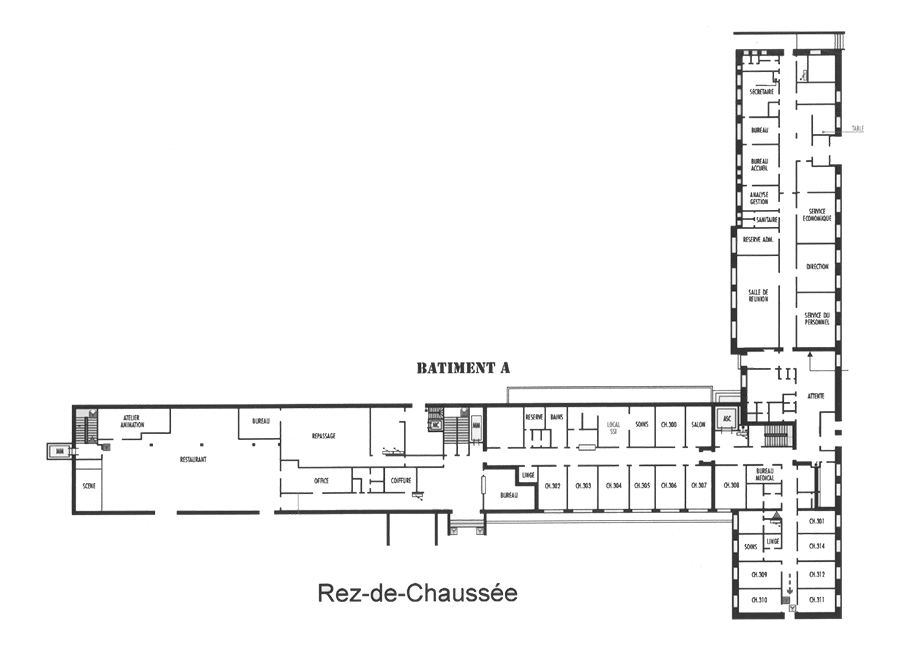 TABLE
SECRETAIRE
BUREAU
BUREAU
ACCUEIL
ANALYSE
GESTION
SANITAIRE
SERVICE
ECONOMIQUE
RESERVE ADM.
DIRECTION
SALLE DE
REUNION
SERVICE DU
PERSONNEL
BATIMENT A
ATTENTE
ATELIER
ANIMATION
BUREAU
REPASSAGE
MC
MM
RESERVE
BAINS
LOCAL
SSI
SOINS
CH.300
SALON
ASC
MM
RESTAURANT
SCENE
OFFICE
COIFFURE
LINGE
BUREAU
CH.302
CH.303
CH.304
CH.305
CH.306
CH.307
CH.308
BUREAU
MEDICAL
CH.301
SOINS
LINGE
CH.314
CH.309
CH.312
CH.310
CH.311
Rez-de-Chaussée